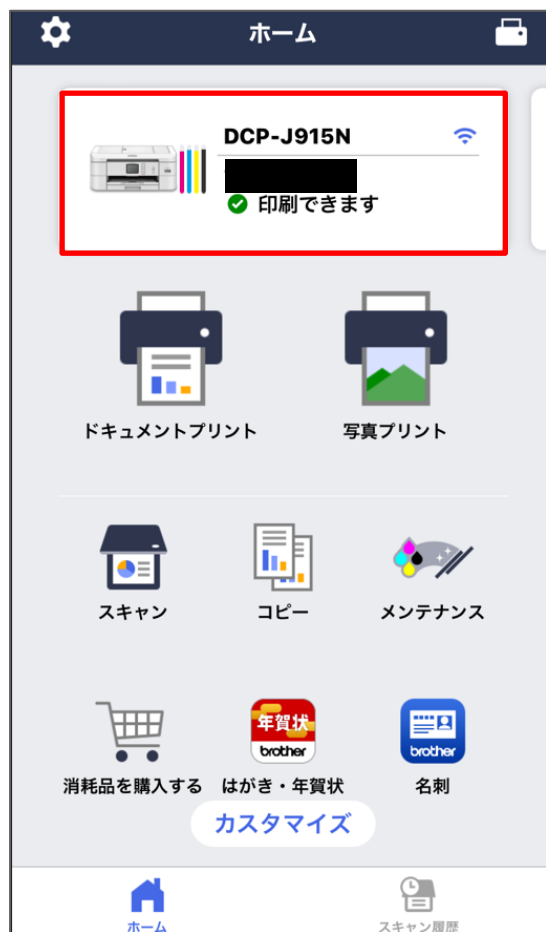 ホーム
DCP-J915N
印刷できます
ドキュメントプリント
写真プリント
スキャン
コピー
メンテナンス
年賀状
brother
brother
消耗品を購入する
はがき・年賀状
名刺
カスタマイズ
ホーム
スキャン履歴